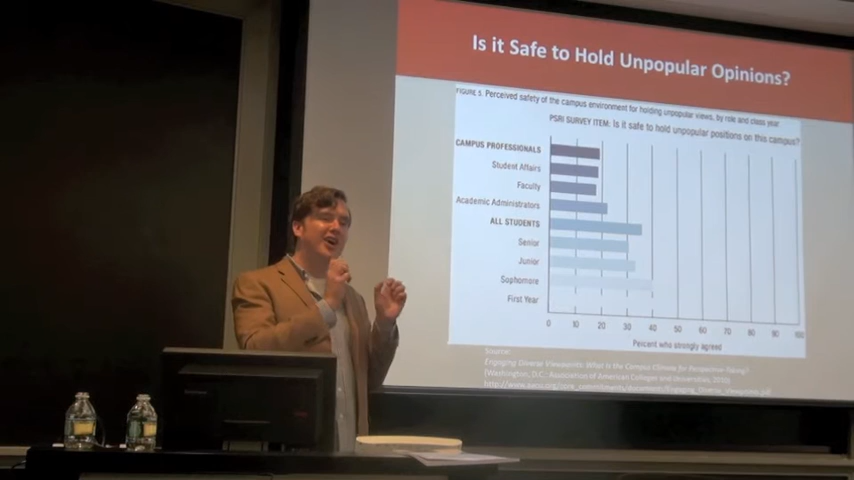 Is it Safe to Hold Unpopular Opinions?
FIGURE 5. Perceived safety of the campus environment for holding unpopular views, by role and class year
PSRI SURVEY ITEM: Is it safe to hold unpopular positions on this campus?
CAMPUS PROFESSIONALS
Student Affairs
Faculty
Academic Administrators
ALL STUDENTS
Senior
Junior
Sophomore
First Year
0 10 20 30 40 50 60 70 80 90 100
Percent who strongly agreed
Source:
Engaging Diverse Viewpoints: What is the Campus Climate for Perspective-Taking?
(Washington, D.C.: Association of American Colleges and Universities, 2010)